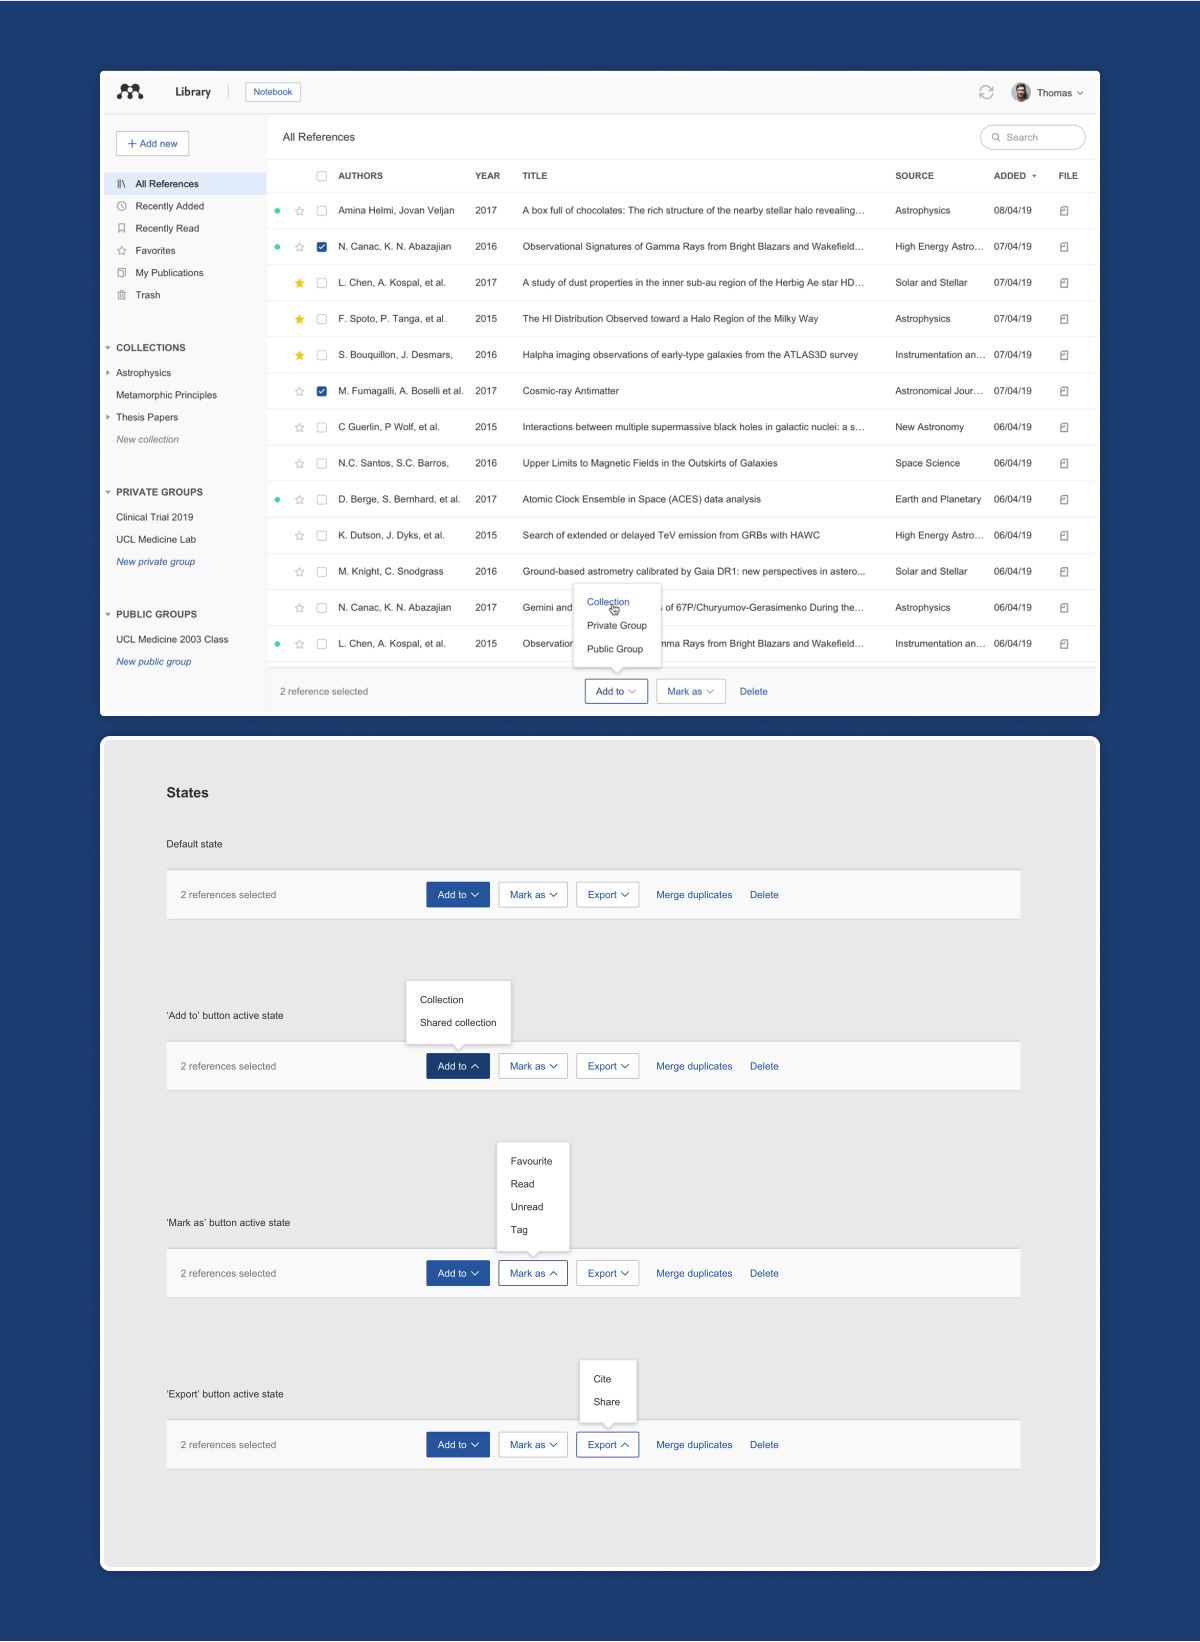 Library
Notebook
Thomas
+ Add new
All References
Recently Added
Recently Read
Favorites
My Publications
Trash
COLLECTIONS
Astrophysics
Metamorphic Principles
Thesis Papers
New collection
PRIVATE GROUPS
Clinical Trial 2019
UCL Medicine Lab
New private group
PUBLIC GROUPS
UCL Medicine 2003 Class
New public group
All References
Search
AUTHORS YEAR TITLE SOURCE ADDED FILE
Amina Helmi, Jovan Veljan 2017 A box full of chocolates: The rich structure of the nearby stellar halo revealing... Astrophysics 08/04/19
N. Canac, K. N. Abazajian 2016 Observational Signatures of Gamma Rays from Bright Blazars and Wakefield... High Energy Astro... 07/04/19
L. Chen, A. Kospal, et al. 2017 A study of dust properties in the inner sub-au region of the Herbig Ae star HD... Solar and Stellar 07/04/19
F. Spoto, P. Tanga, et al. 2015 The HI Distribution Observed toward a Halo Region of the Milky Way Astrophysics 07/04/19
S. Bouquillon, J. Desmars, 2016 Halpha imaging observations of early-type galaxies from the ATLAS3D survey Instrumentation an... 07/04/19
M. Fumagalli, A. Boselli et al. 2017 Cosmic-ray Antimatter Astronomical Jour... 07/04/19
C Guerlin, P Wolf, et al. 2015 Interactions between multiple supermassive black holes in galactic nuclei: a s... New Astronomy 06/04/19
N.C. Santos, S.C. Barros, 2016 Upper Limits to Magnetic Fields in the Outskirts of Galaxies Space Science 06/04/19
D. Berge, S. Bernhard, et al. 2017 Atomic Clock Ensemble in Space (ACES) data analysis Earth and Planetary 06/04/19
K. Dutson, J. Dyks, et al. 2015 Search of extended or delayed TeV emission from GRBs with HAWC High Energy Astro... 06/04/19
M. Knight, C. Snodgrass 2016 Ground-based astrometry calibrated by Gaia DR1: new perspectives in astero... Solar and Stellar 06/04/19
N. Canac, K. N. Abazajian 2017 Gemini and of 67P/Churyumov-Gerasimenko During the... Astrophysics 06/04/19
L. Chen, A. Kospal, et al. 2015 Observation mma Rays from Bright Blazars and Wakefield... Instrumentation an... 06/04/19
Collection
Private Group
Public Group
2 reference selected Add to Mark as Delete
States
Default state
2 references selected Add to Mark as Export Merge duplicates Delete
Collection
Shared collection
‘Add to’ button active state
2 references selected Add to Mark as Export Merge duplicates Delete
Favourite
Read
Unread
Tag
‘Mark as’ button active state
2 references selected Add to Mark as Export Merge duplicates Delete
Cite
Share
‘Export’ button active state
2 references selected Add to Mark as Export Merge duplicates Delete